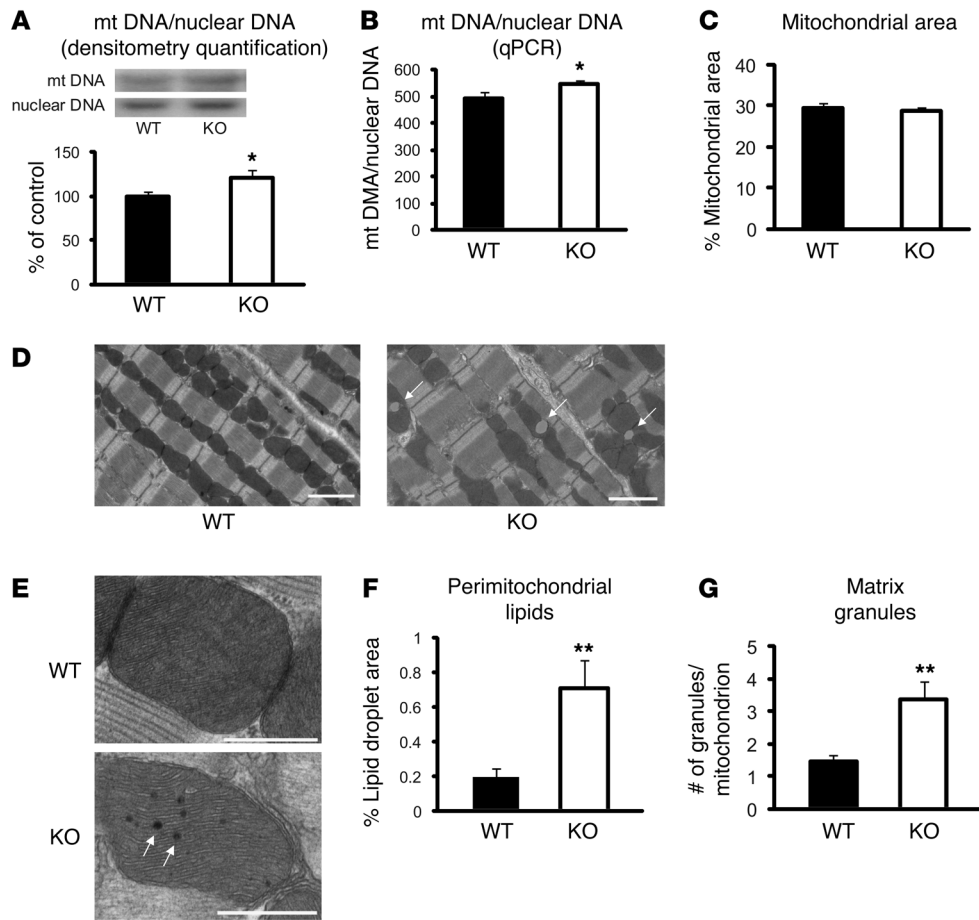 A
mt DNA/nuclear DNA
(densitometry quantification)
mt DNA
nuclear DNA
WT KO
% of control
150
100
50
0
WT KO
B
mt DNA/nuclear DNA
(qPCR)
mt DMA/nuclear DNA
600
500
400
300
200
100
0
*
WT KO
C
Mitochondrial area
% Mitochondrial area
40
30
20
10
0
WT KO
*
D
WT
KO
E
WT
KO
F
Perimitochondrial
lipids
% Lipid droplet area
1
0.8
0.6
0.4
0.2
0
**
WT KO
G
Matrix
granules
# of granules/
mitochondrion
5
4
3
2
1
0
**
WT KO